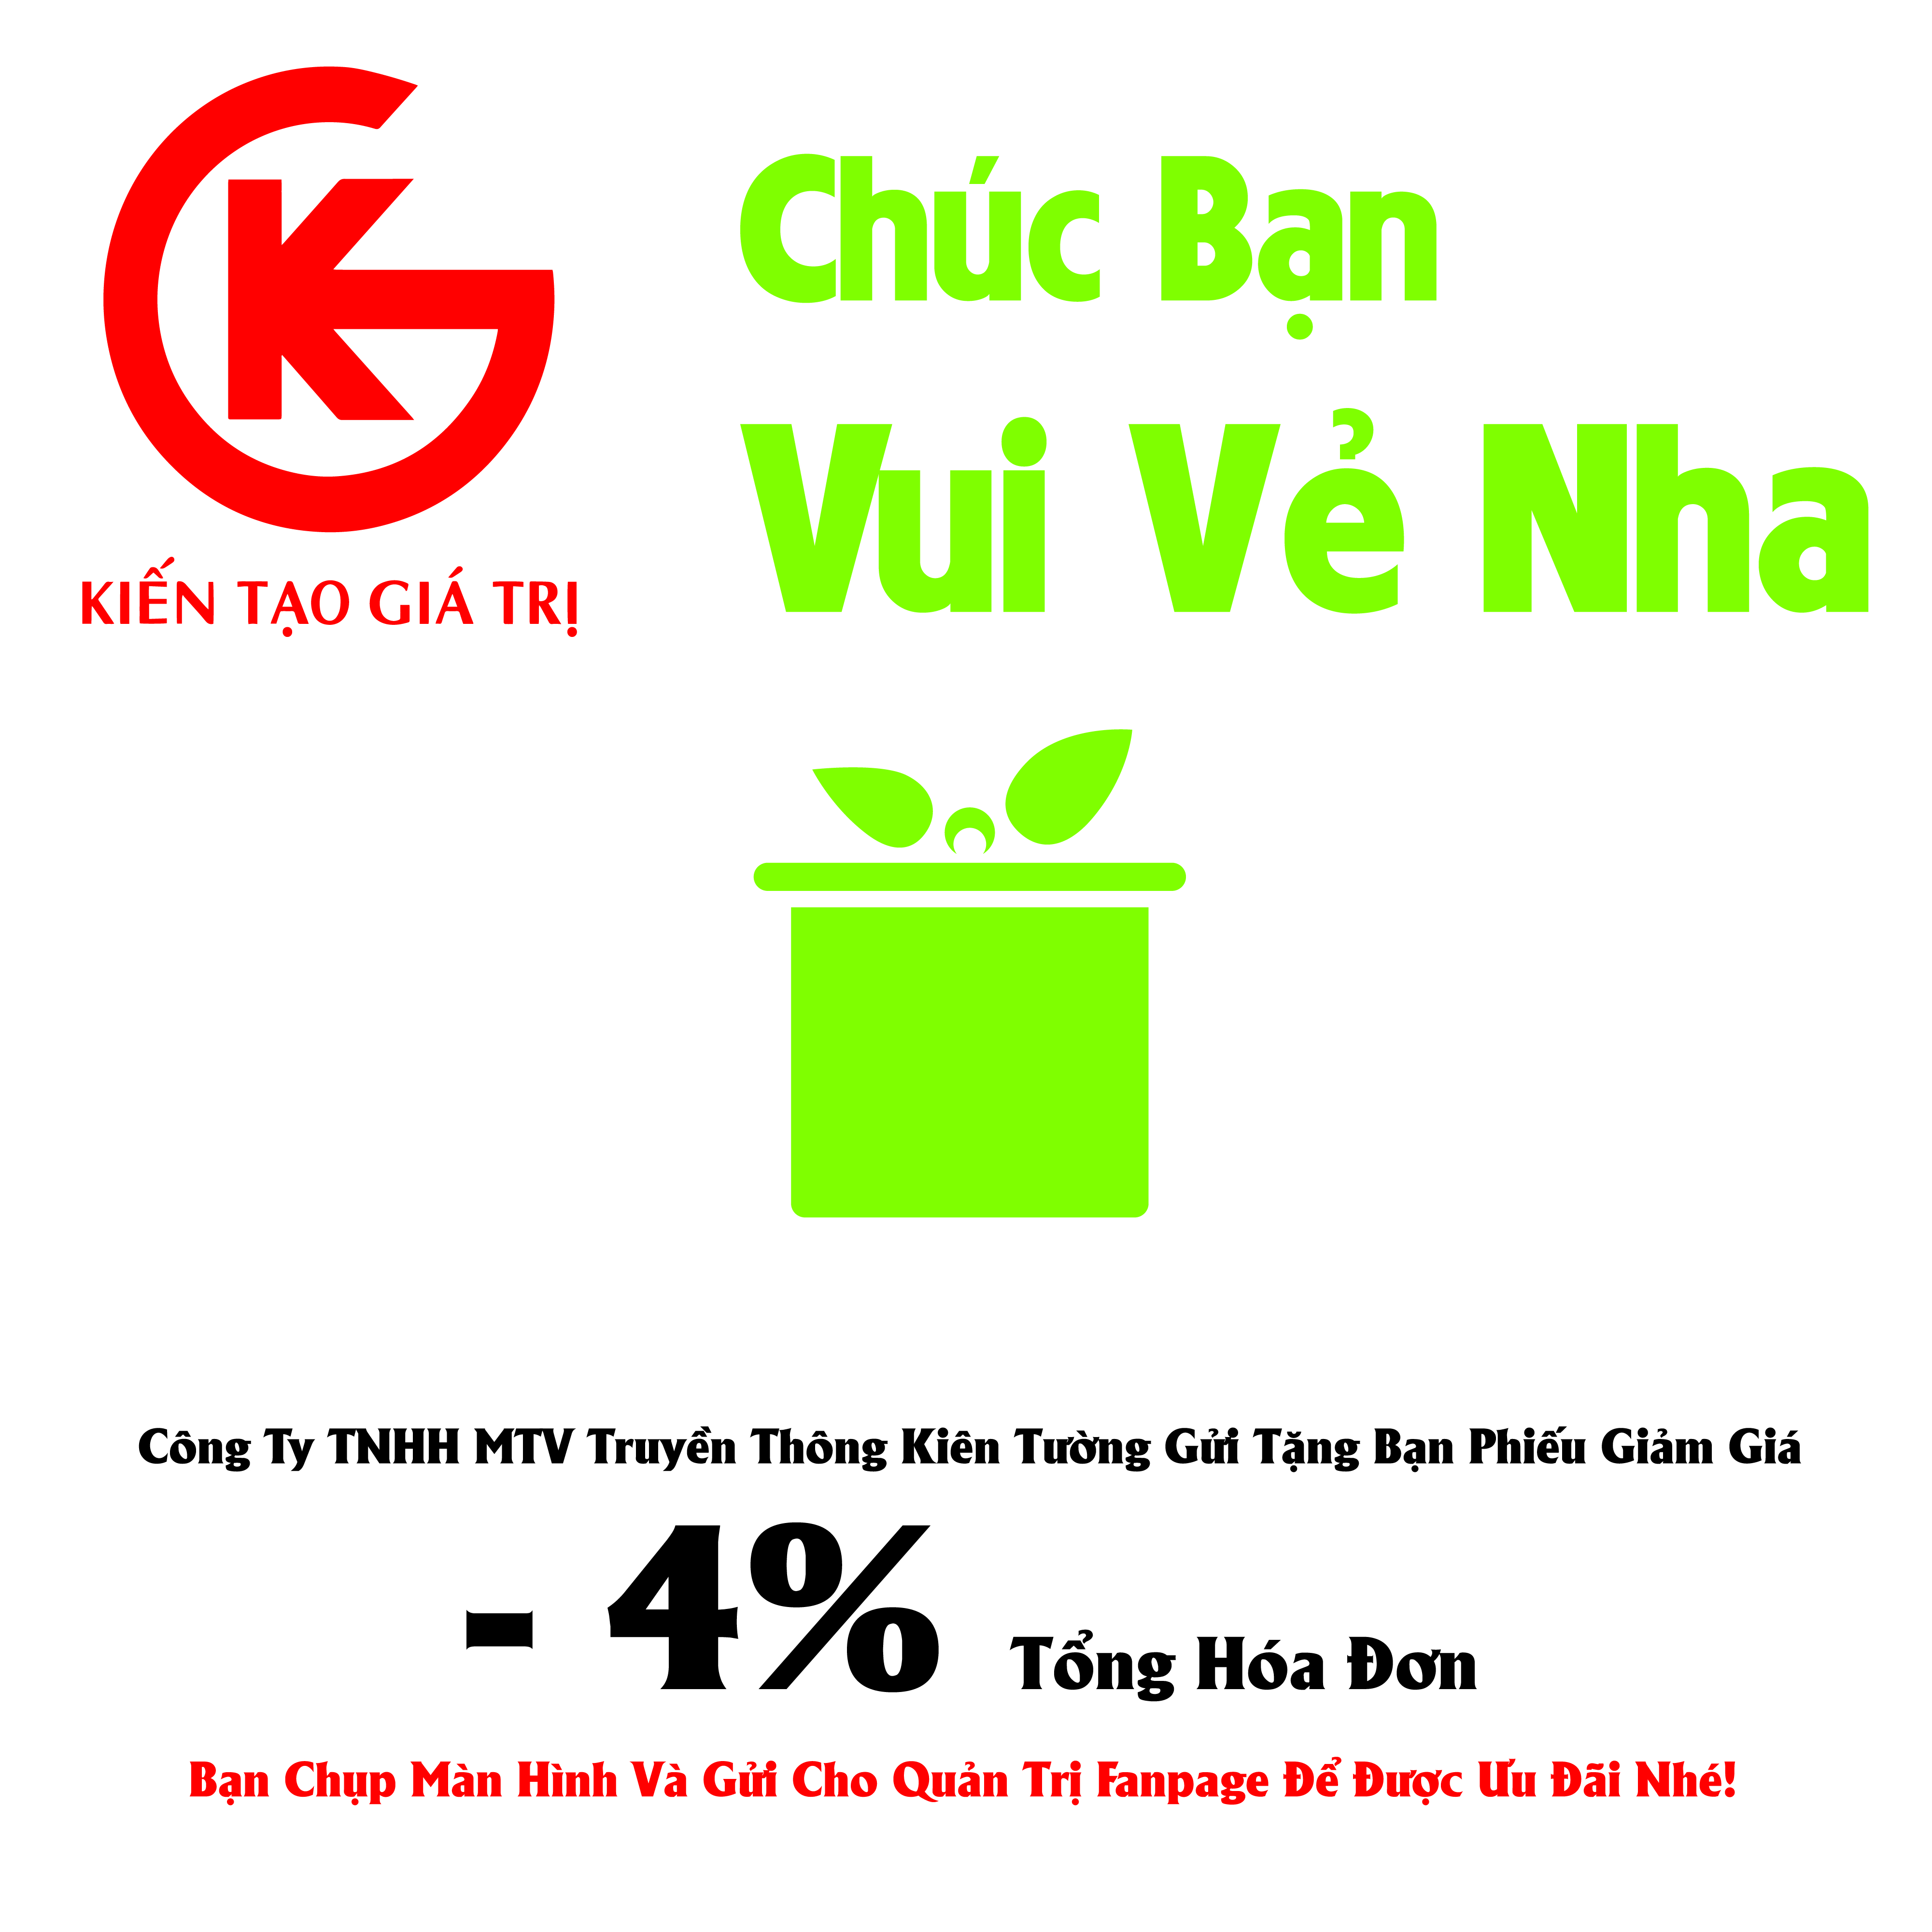 KIẾN TẠO GIÁ TRỊ
Chúc Bạn
Vui Vẻ Nha
Công Ty TNHHH MTV Truyền Thông Kiến Tường Gửi Tặng Bạn Phiếu Giảm Giá
- 4% Tổng Hóa Đơn
Bạn Chụp Màn Hình Và Gửi Cho Quản Trị Fanpage Để Được Ưu Đãi Nhé!